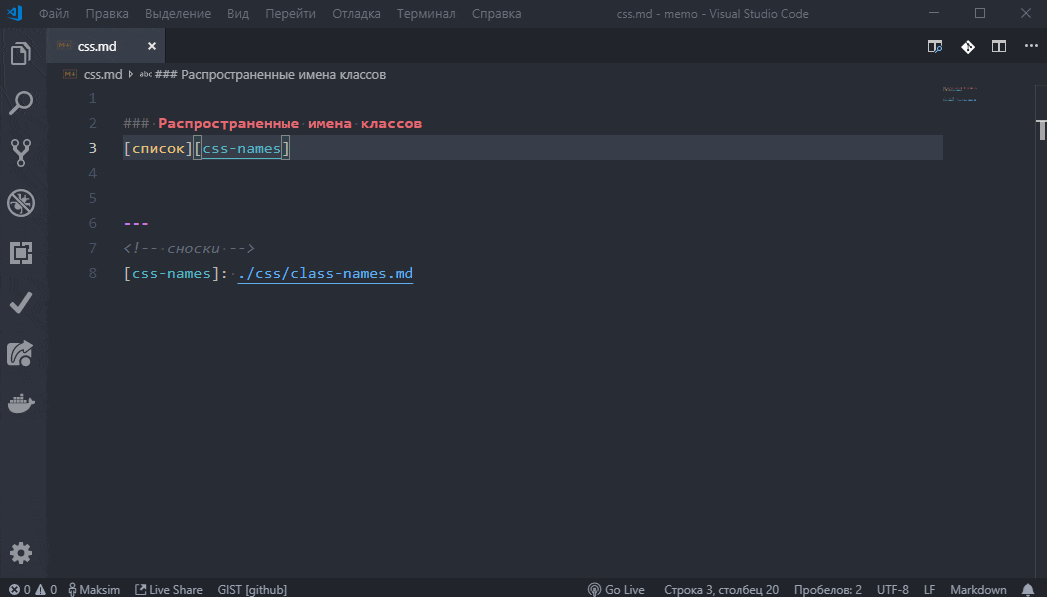 Файл Правка Выделение Вид Перейти Отладка Терминал Справка css.md - memo - Visual Studio Code
css.md
css.md abc ### Распространенные имена классов
1
2 ### Распространенные имена классов
3 [список][css-names]
4
5
6 ---
7 <!-- сноски -->
8 [css-names]: ./css/class-names.md
0 0 Maksim Live Share GIST [github] Go Live Строка 3, столбец 20 Пробелов: 2 UTF-8 LF Markdown